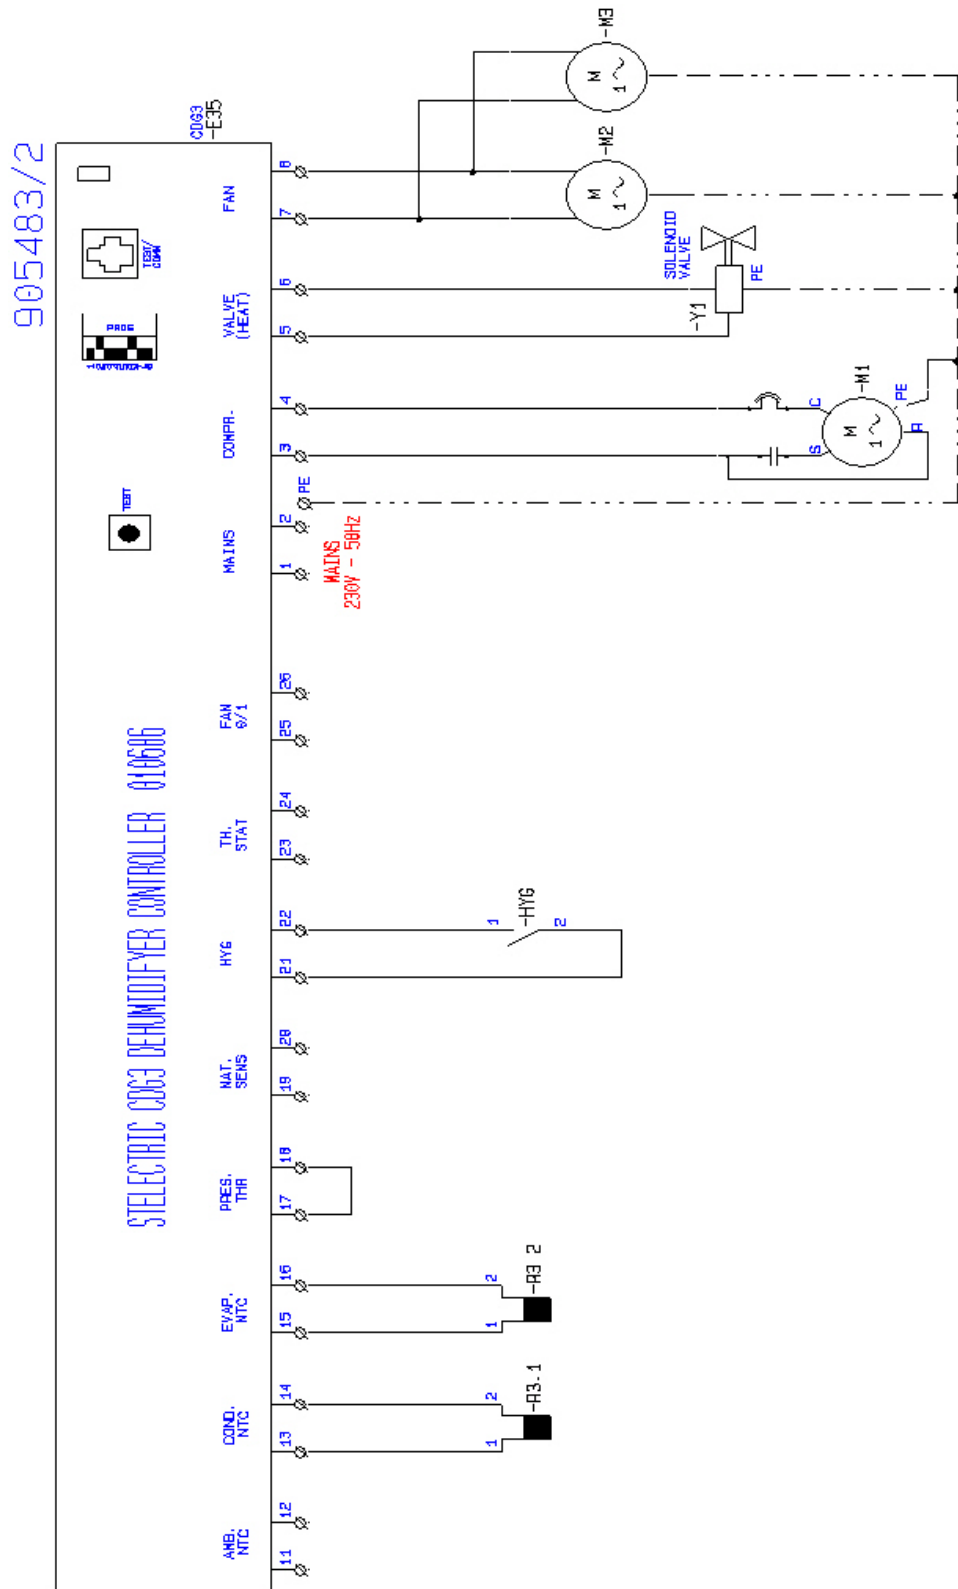 905483/2
CDG3
-E35
STELECTRIC CDG3 DEHUMIDIFYER CONTROLLER 010606
TEST/
COMM
PROG
TEST
FAN
8
7
VALVE
(HEAT)
6
5
COMPR.
4
3
PE
MAINS
2
1
MAINS
230V - 50Hz
FAN
0/1
26
25
TH.
STAT
24
23
HYG
22
21
NAT.
SENS
20
19
PRES.
THR
18
17
EVAP.
NTC
16
15
COND.
NTC
14
13
AMB.
NTC
12
11
-M3
M
1~
-M2
M
1~
SOLENOID
VALVE
PE
-Y1
-M1
M
1~
C
S
R
PE
1
-HYG
2
2
1
-R3 2
2
1
-R3.1